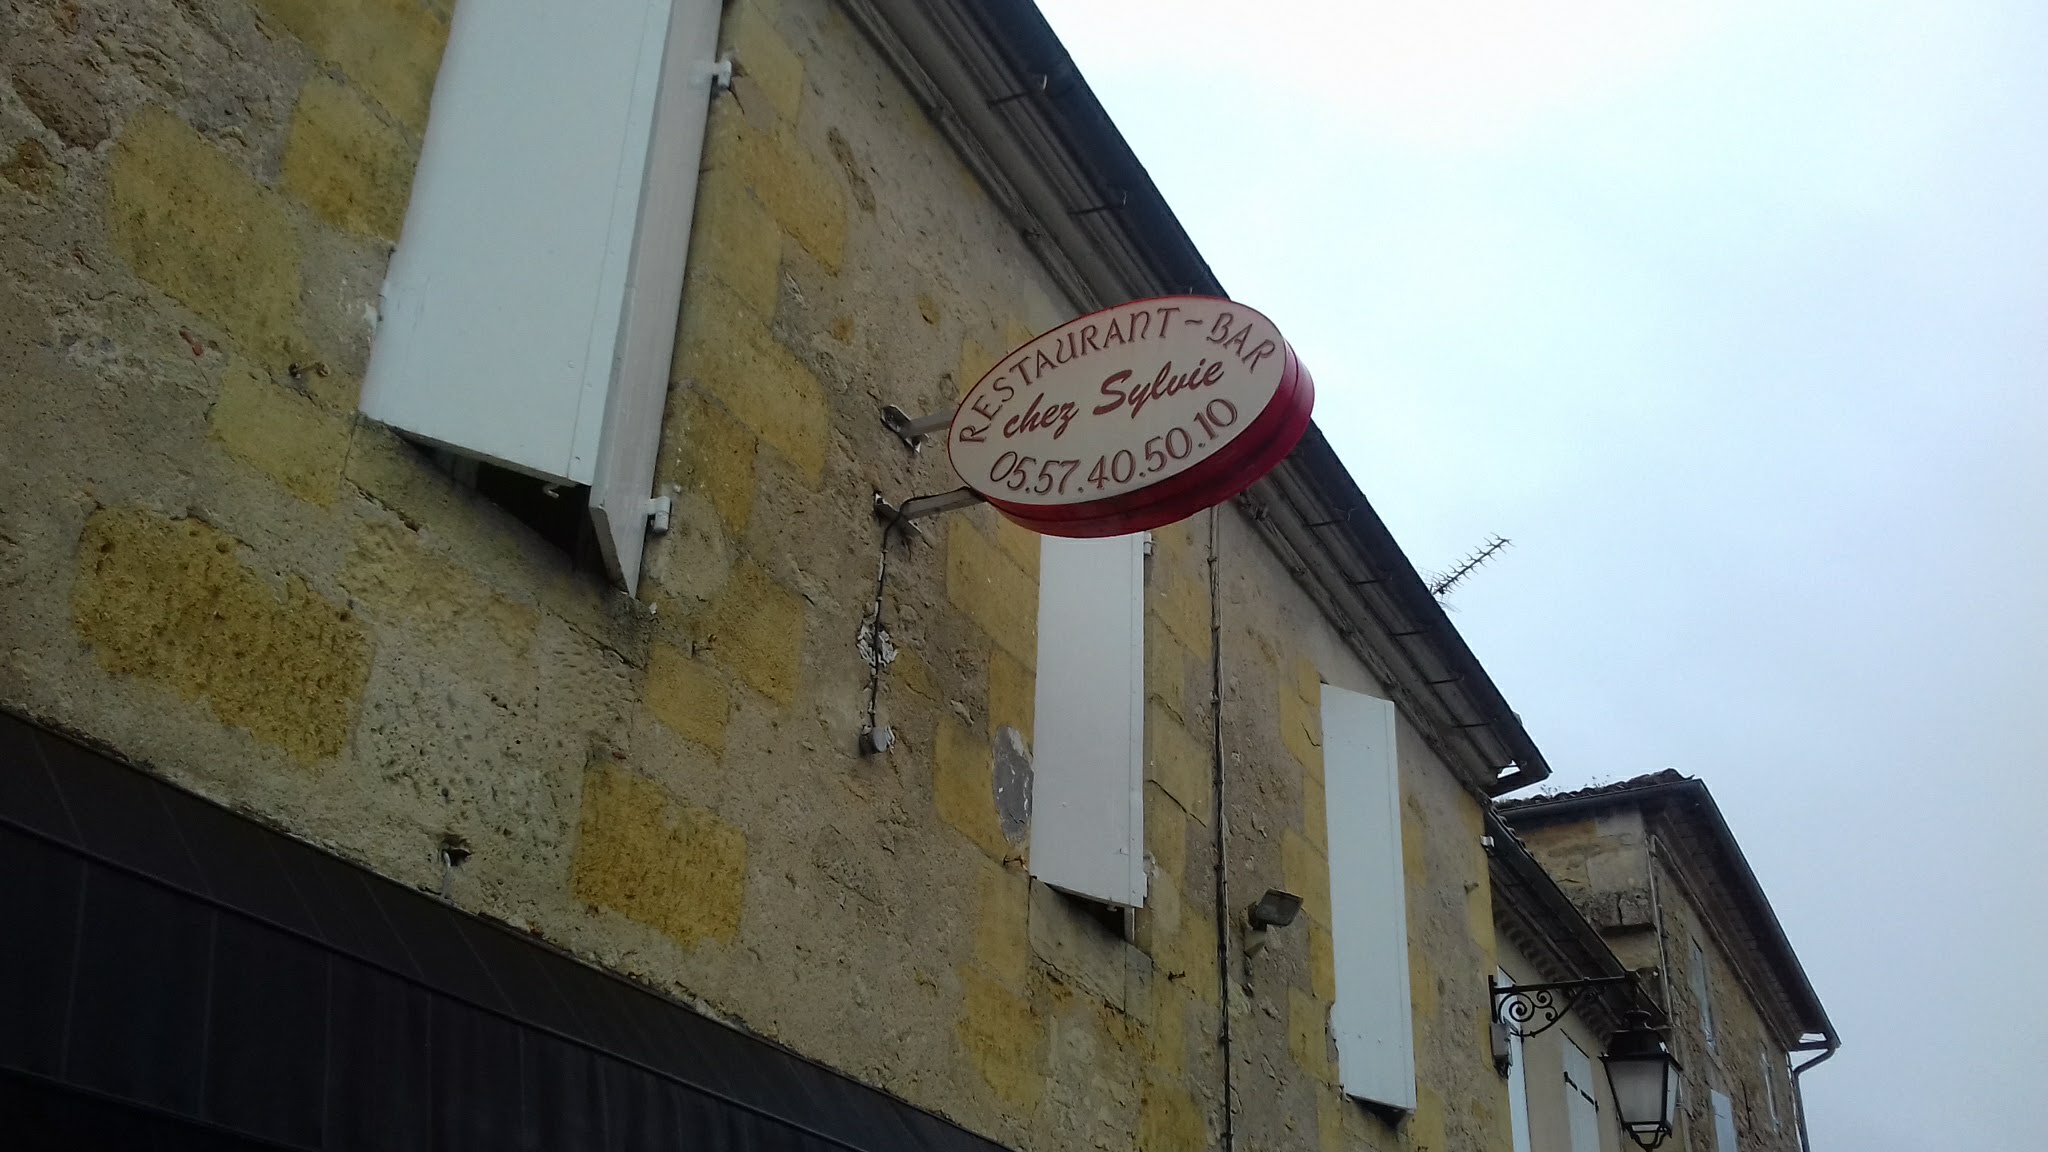 RESTAURANT ~ BAR
chez Sylvie
05.57.40.50.10